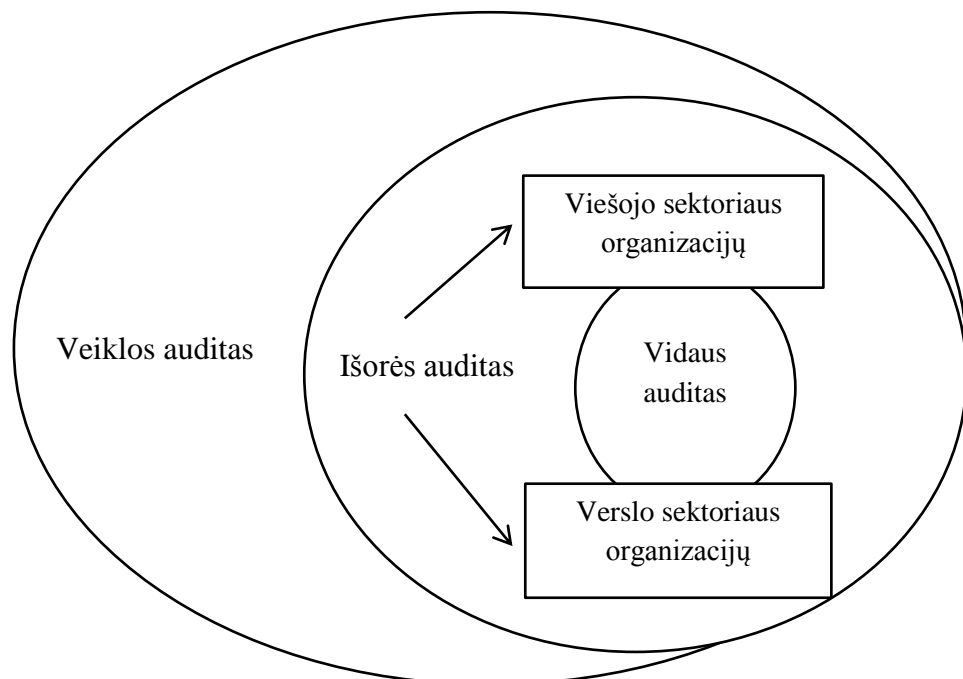 Viešojo sektoriaus
organizacijų
Veiklos auditas
Išorės auditas
Vidaus
auditas
Verslo sektoriaus
organizacijų